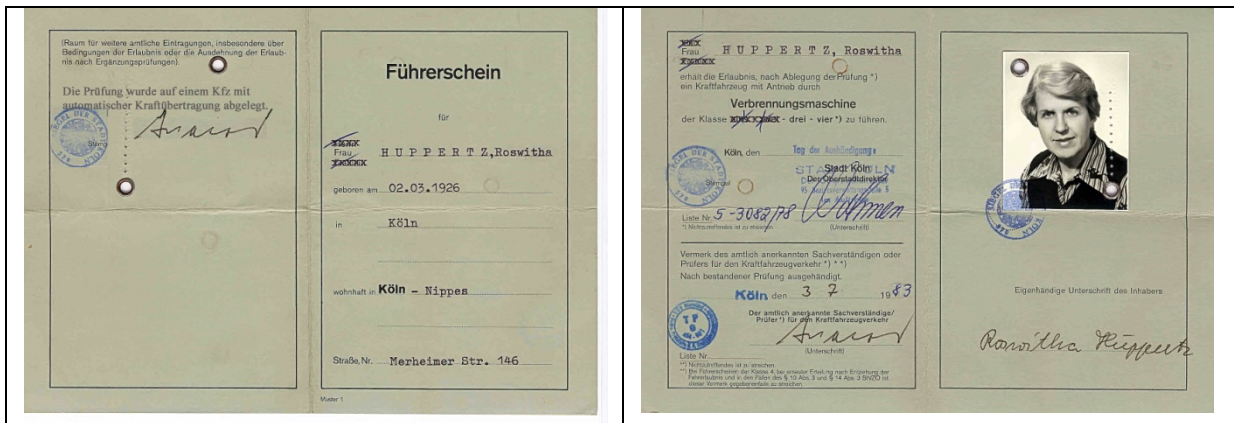 (Raum für weitere amtliche Eintragungen, insbesondere über
Bedingungen der Erlaubnis oder die Ausdehnung der Erlaub-
nis nach Ergänzungsprüfungen).
Die Prüfung wurde auf einem Kfz mit
automatischer Kraftübertragung abgelegt.
Führerschein
für
Frau HUPPERTZ, Roswitha
geboren am 02.03.1926
in Köln
wohnhaft in Köln - Nippes
Straße, Nr. Merheimer Str. 146
Muster 1
Frau HUPPERTZ, Roswitha
erhält die Erlaubnis, nach Ablegung der Prüfung *)
ein Kraftfahrzeug mit Antrieb durch
Verbrennungsmaschine
der Klasse - drei - vier *) zu führen.
Köln, den Tag der Aushändigung
Stadt Köln
Der Oberstadtdirektor
Liste Nr. 5-3082/78
*) Nichtzutreffendes ist zu streichen
(Unterschrift)
Vermerk des amtlich anerkannten Sachverständigen oder
Prüfers für den Kraftfahrzeugverkehr *) **)
Nach bestandener Prüfung ausgehändigt.
Köln den 3 7 1983
Der amtlich anerkannte Sachverständige/
Prüfer *) für den Kraftfahrzeugverkehr
(Unterschrift)
Liste Nr.
*) Nichtzutreffendes ist zu streichen.
Eigenhändige Unterschrift des Inhabers
Roswitha Huppertz